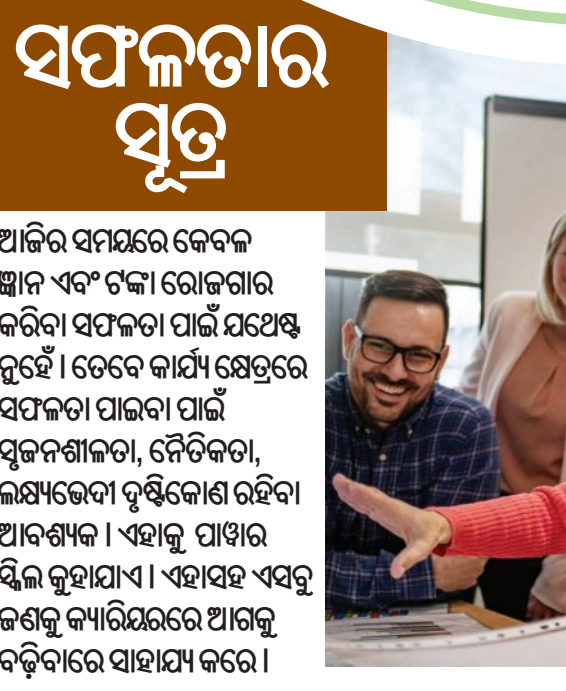 ସଫଳତାର
ସୂତ୍ର
ଆଜିର ସମୟରେ କେବଳ
ଜ୍ଞାନ ଏବଂ ଟଙ୍କା ରୋଜଗାର
କରିବା ସଫଳତା ପାଇଁ ଯଥେଷ୍ଟ
ନୁହେଁ । ତେବେ କାର୍ଯ୍ୟ କ୍ଷେତ୍ରରେ
ସଫଳତା ପାଇବା ପାଇଁ
ସୃଜନଶୀଳତା, ନୈତିକତା,
ଲକ୍ଷ୍ୟଭେଦୀ ଦୃଷ୍ଟିକୋଣ ରହିବା
ଆବଶ୍ୟକ । ଏହାକୁ ପାୱାର
ସ୍କିଲ କୁହାଯାଏ । ଏହାସହ ଏସବୁ
ଜଣକୁ କ୍ୟାରିୟରରେ ଆଗକୁ
ବଢ଼ିବାରେ ସାହାଯ୍ୟ କରେ ।